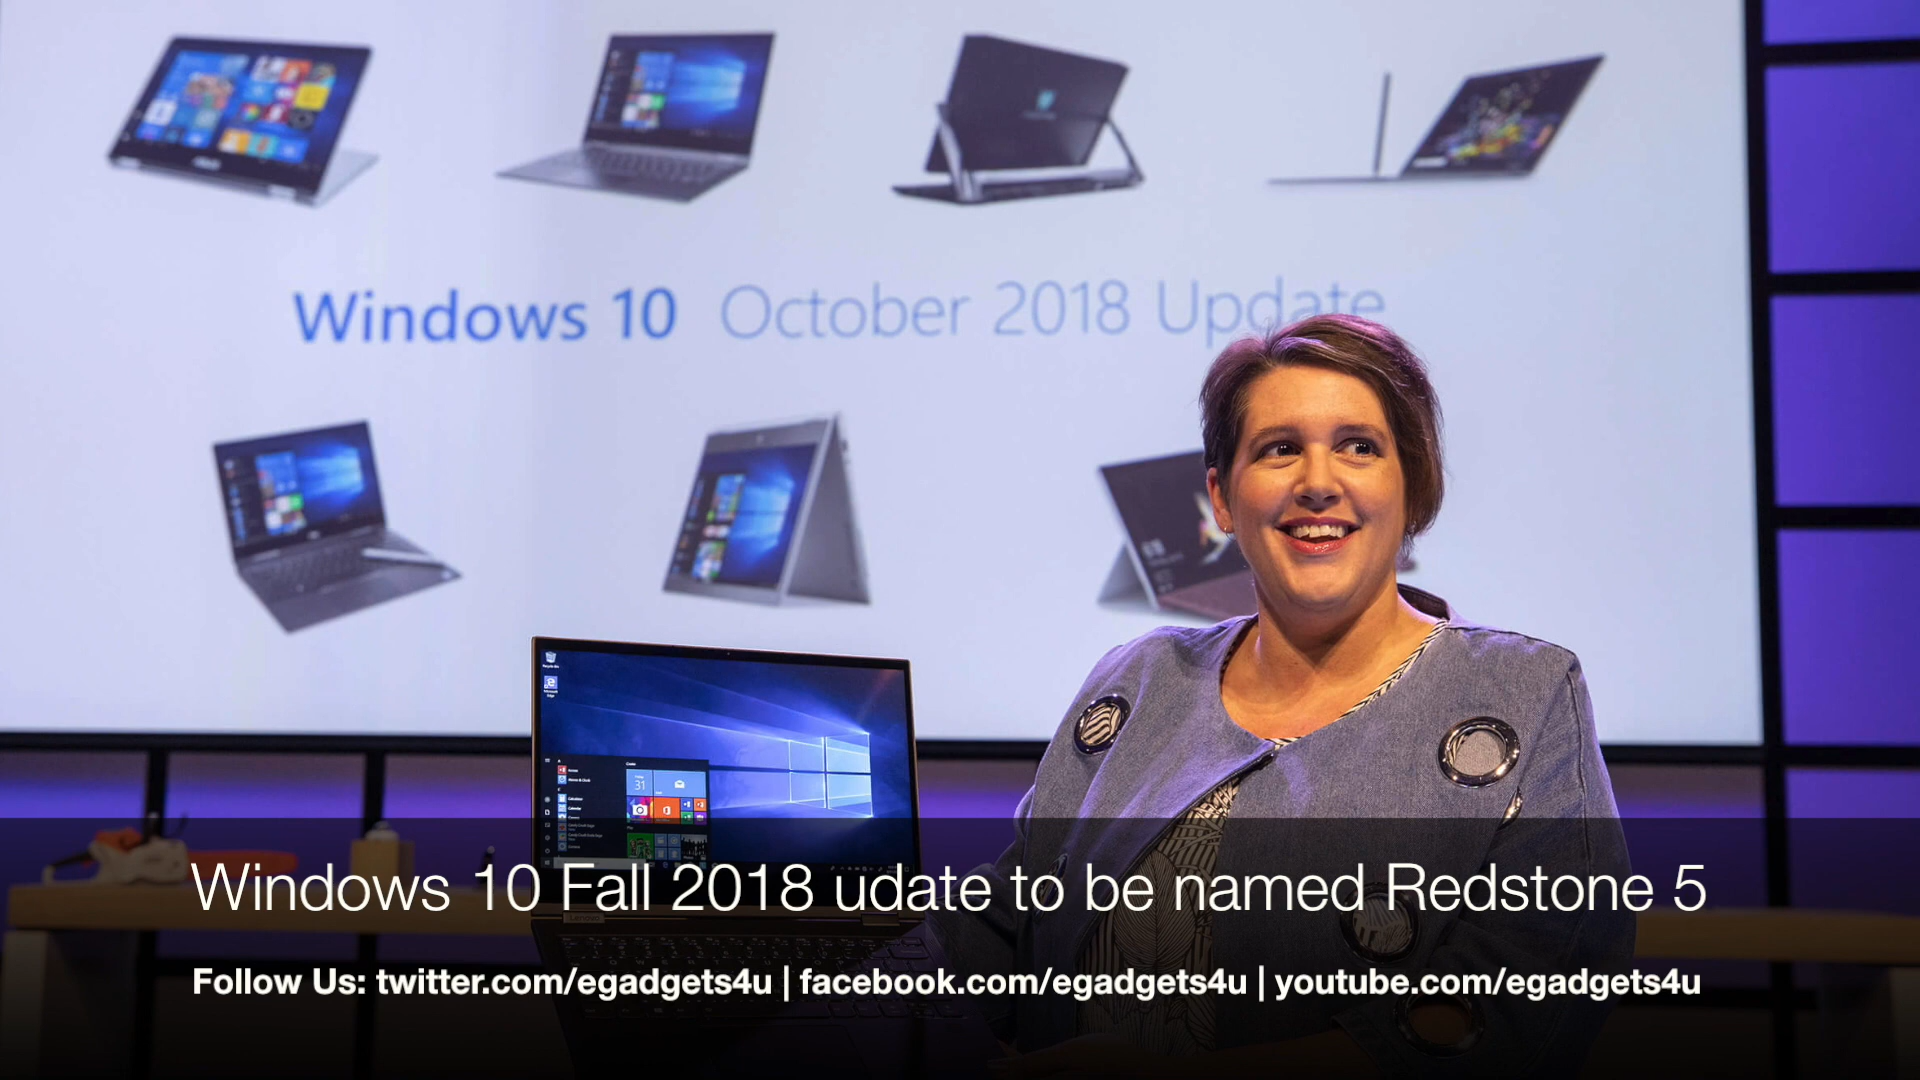 Windows 10 October 2018 Update
Windows 10 Fall 2018 udate to be named Redstone 5
Follow Us: twitter.com/egadgets4u | facebook.com/egadgets4u | youtube.com/egadgets4u